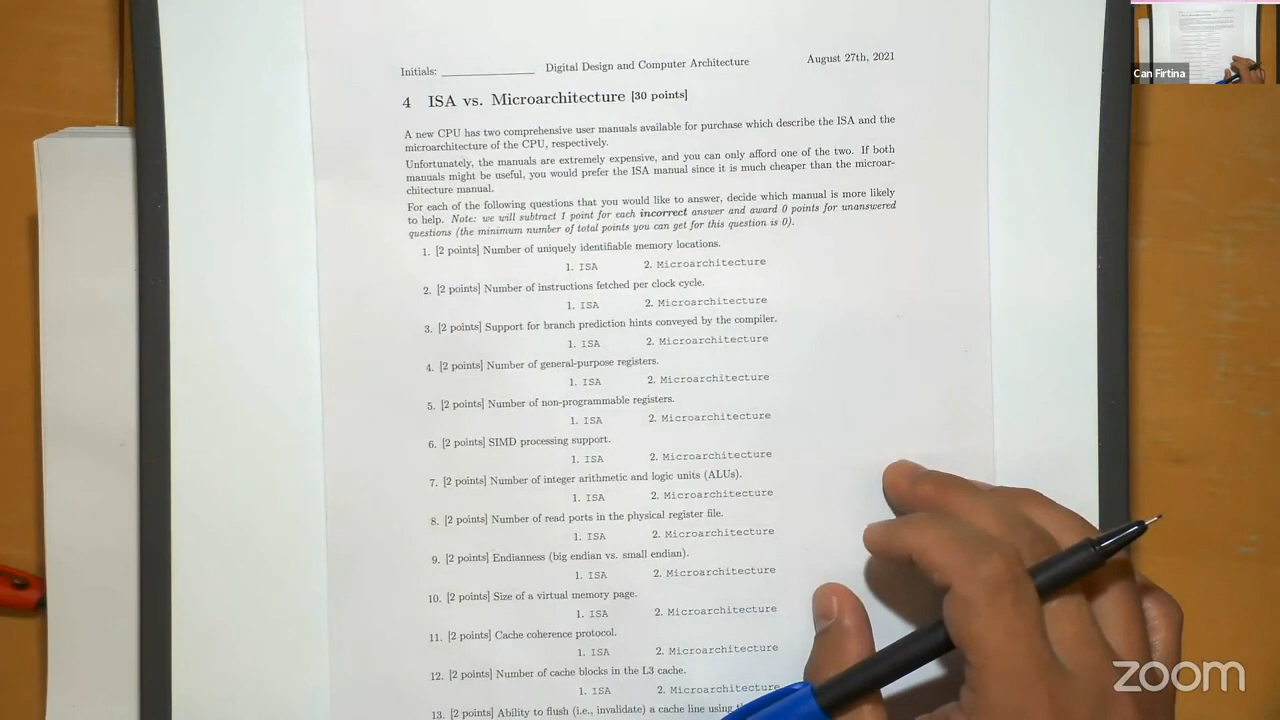 Initials: Digital Design and Computer Architecture August 27th, 2021
4 ISA vs. Microarchitecture [30 points]
A new CPU has two comprehensive user manuals available for purchase which describe the ISA and the
microarchitecture of the CPU, respectively.
Unfortunately, the manuals are extremely expensive, and you can only afford one of the two. If both
manuals might be useful, you would prefer the ISA manual since it is much cheaper than the microar-
chitecture manual.
For each of the following questions that you would like to answer, decide which manual is more likely
to help. Note: we will subtract 1 point for each incorrect answer and award 0 points for unanswered
questions (the minimum number of total points you can get for this question is 0).
1. [2 points] Number of uniquely identifiable memory locations.
1. ISA 2. Microarchitecture
2. [2 points] Number of instructions fetched per clock cycle.
1. ISA 2. Microarchitecture
3. [2 points] Support for branch prediction hints conveyed by the compiler.
1. ISA 2. Microarchitecture
4. [2 points] Number of general-purpose registers.
1. ISA 2. Microarchitecture
5. [2 points] Number of non-programmable registers.
1. ISA 2. Microarchitecture
6. [2 points] SIMD processing support.
1. ISA 2. Microarchitecture
7. [2 points] Number of integer arithmetic and logic units (ALUs).
1. ISA 2. Microarchitecture
8. [2 points] Number of read ports in the physical register file.
1. ISA 2. Microarchitecture
9. [2 points] Endianness (big endian vs. small endian).
1. ISA 2. Microarchitecture
10. [2 points] Size of a virtual memory page.
1. ISA 2. Microarchitecture
11. [2 points] Cache coherence protocol.
1. ISA 2. Microarchitecture
12. [2 points] Number of cache blocks in the L3 cache.
1. ISA 2. Microarchitecture
13. [2 points] Ability to flush (i.e., invalidate) a cache line using
Can Firtina
zoom